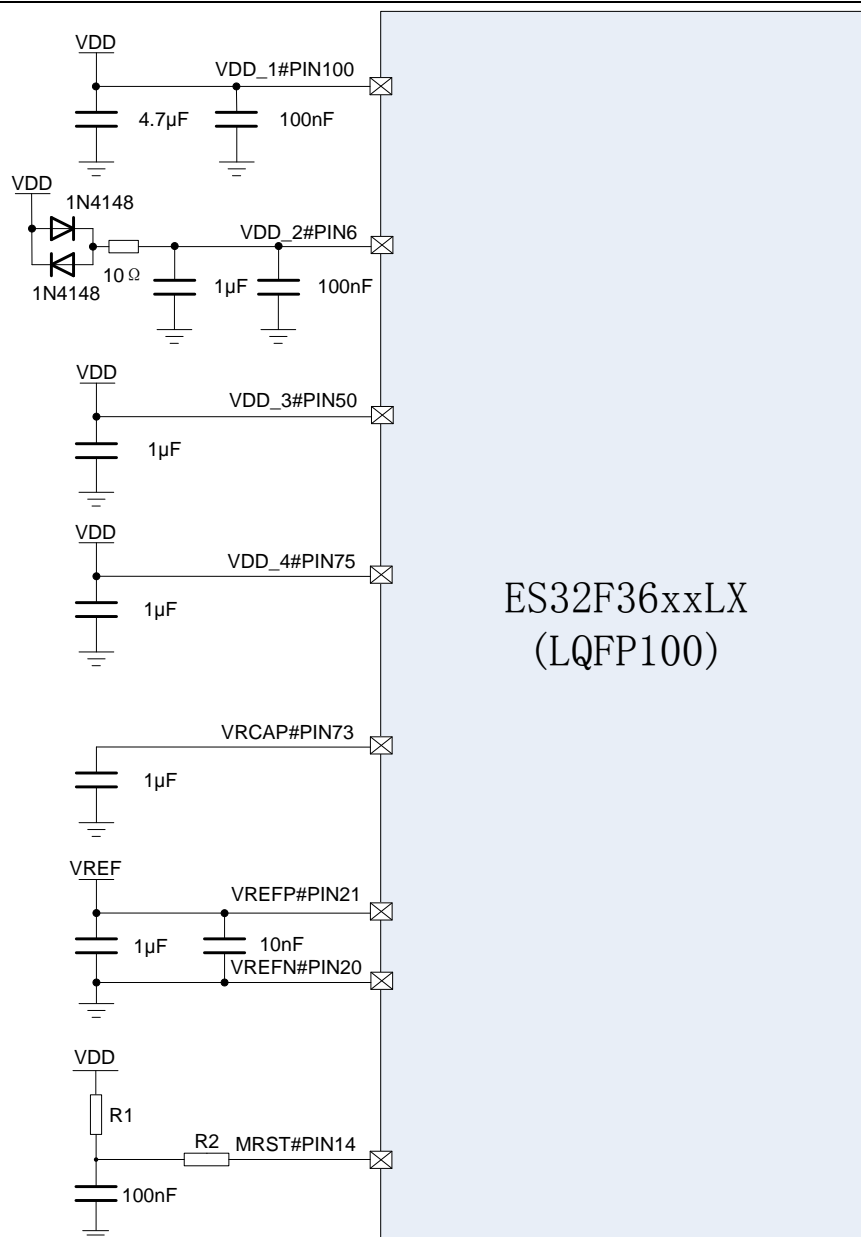 VDD
VDD_1#PIN100
4.7µF
100nF
VDD
1N4148
VDD_2#PIN6
10Ω
1N4148
1µF
100nF
VDD
VDD_3#PIN50
1µF
VDD
VDD_4#PIN75
1µF
ES32F36xxLX
(LQFP100)
VRCAP#PIN73
1µF
VREF
VREFP#PIN21
1µF
10nF
VREFN#PIN20
VDD
R1
R2
MRST#PIN14
100nF